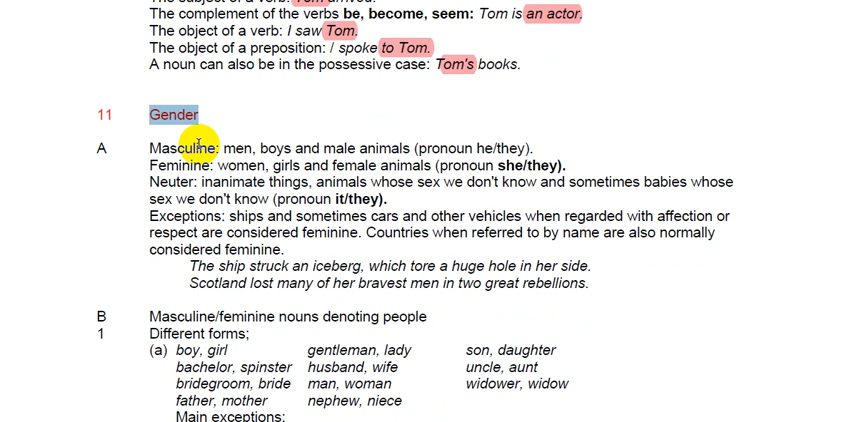 The subject of a verb: Tom arrived.
The complement of the verbs be, become, seem: Tom is an actor.
The object of a verb: I saw Tom.
The object of a preposition: / spoke to Tom.
A noun can also be in the possessive case: Tom's books.
11 Gender
A Masculine: men, boys and male animals (pronoun he/they).
Feminine: women, girls and female animals (pronoun she/they).
Neuter: inanimate things, animals whose sex we don't know and sometimes babies whose
sex we don't know (pronoun it/they).
Exceptions: ships and sometimes cars and other vehicles when regarded with affection or
respect are considered feminine. Countries when referred to by name are also normally
considered feminine.
The ship struck an iceberg, which tore a huge hole in her side.
Scotland lost many of her bravest men in two great rebellions.
B Masculine/feminine nouns denoting people
1 Different forms;
(a) boy, girl gentleman, lady son, daughter
bachelor, spinster husband, wife uncle, aunt
bridegroom, bride man, woman widower, widow
father, mother nephew, niece
Main exceptions: